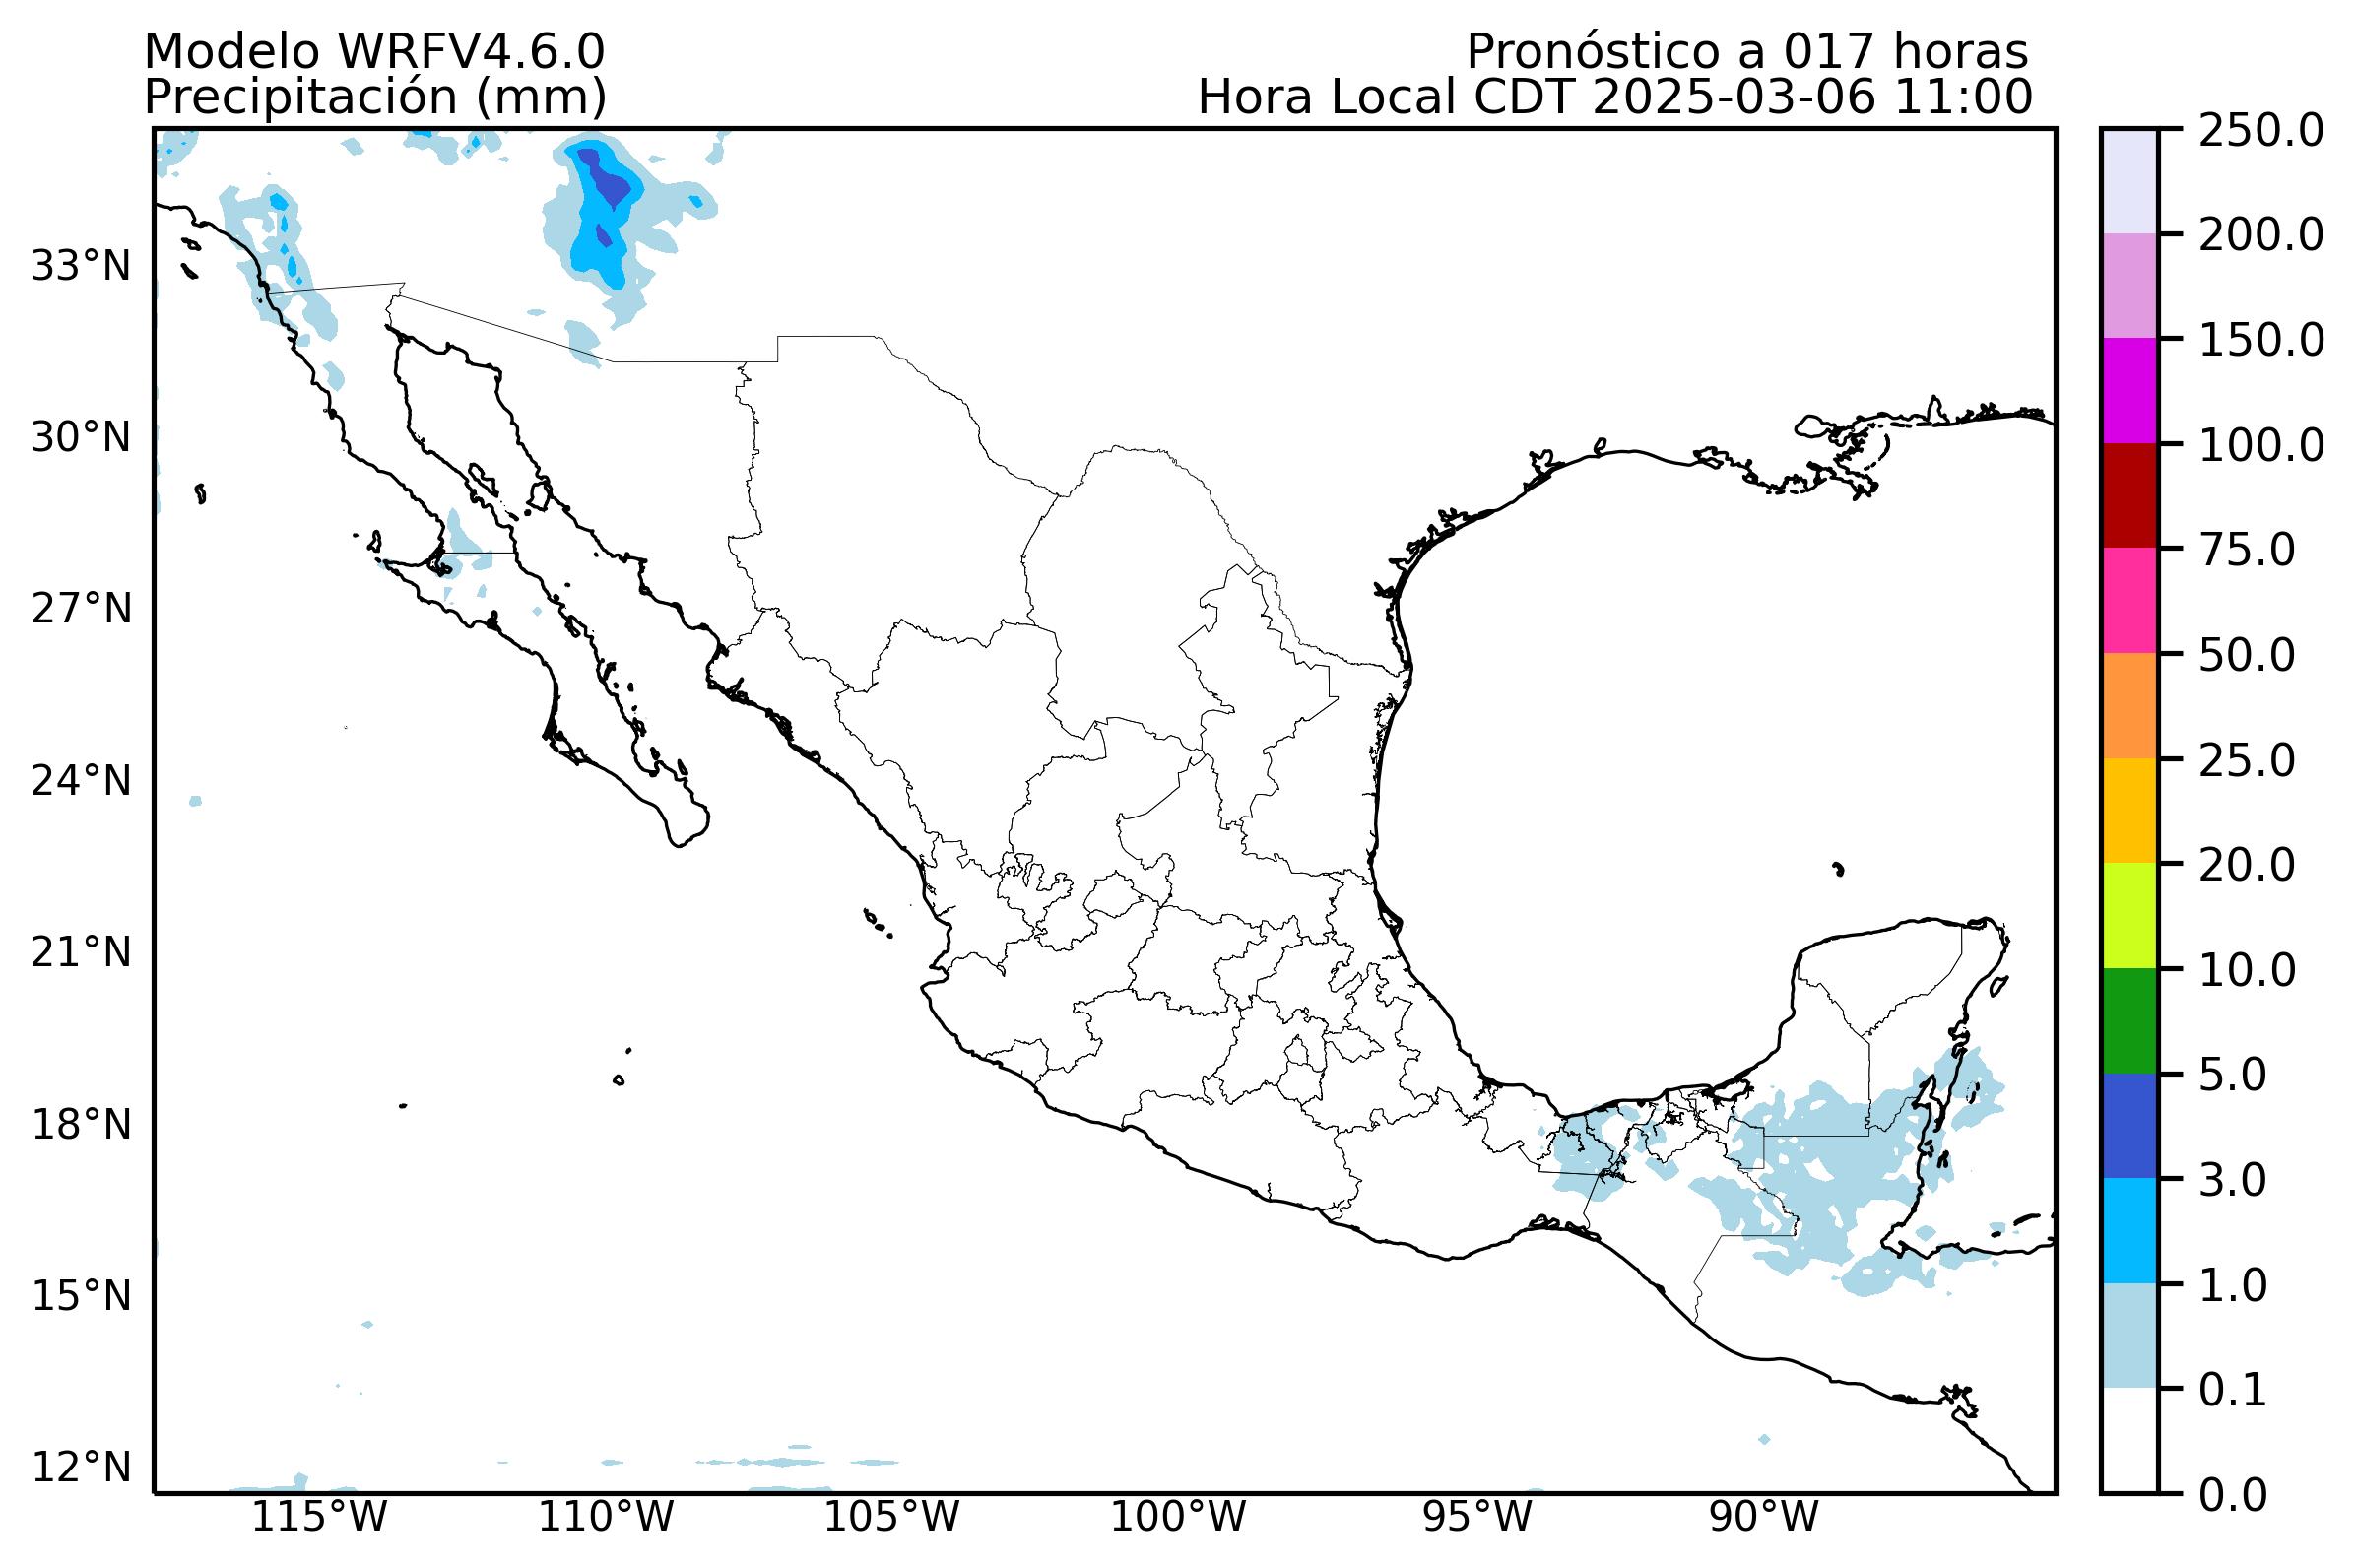 Modelo WRFV4.6.0
Precipitación (mm)
Pronóstico a 017 horas
Hora Local CDT 2025-03-06 11:00
33°N
30°N
27°N
24°N
21°N
18°N
15°N
12°N
115°W
110°W
105°W
100°W
95°W
90°W
250.0
200.0
150.0
100.0
75.0
50.0
25.0
20.0
10.0
5.0
3.0
1.0
0.1
0.0